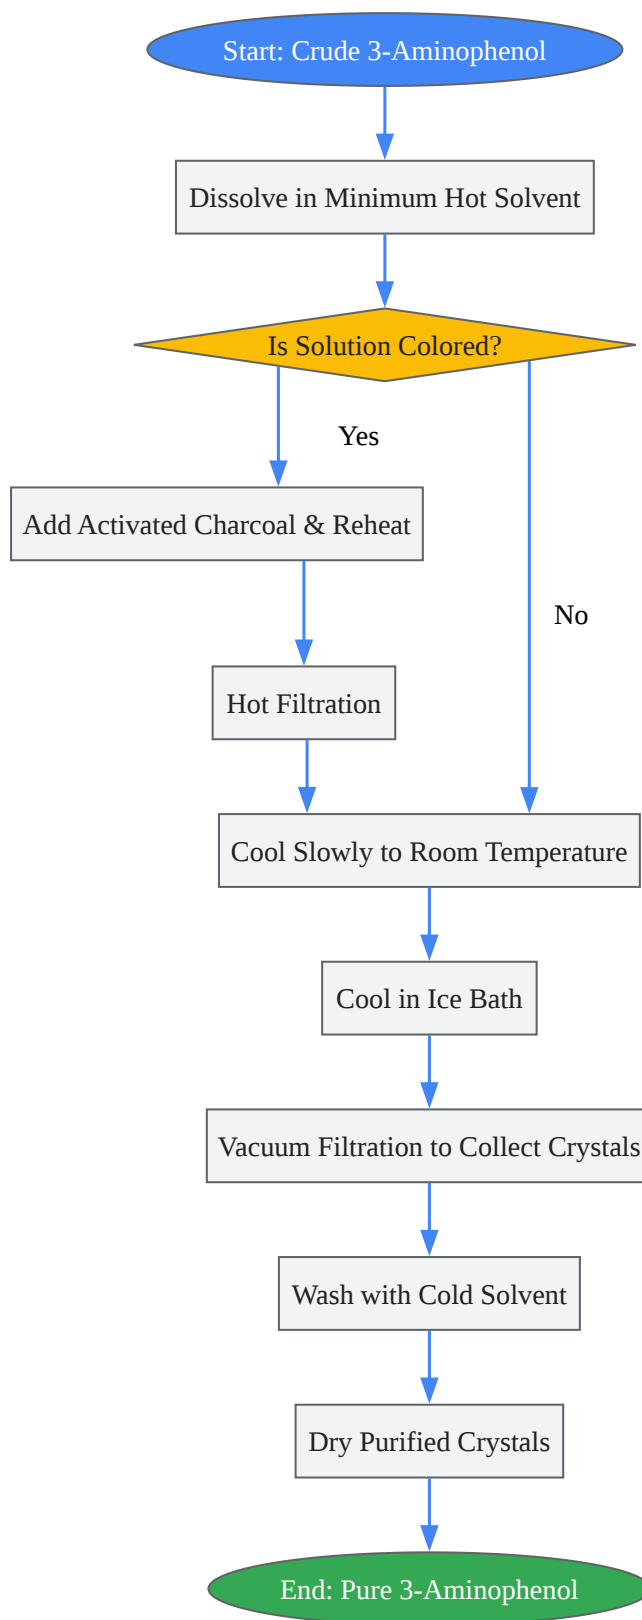 Start: Crude 3-Aminophenol
Dissolve in Minimum Hot Solvent
Is Solution Colored?
Yes
Add Activated Charcoal & Reheat
No
Hot Filtration
Cool Slowly to Room Temperature
Cool in Ice Bath
Vacuum Filtration to Collect Crystals
Wash with Cold Solvent
Dry Purified Crystals
End: Pure 3-Aminophenol